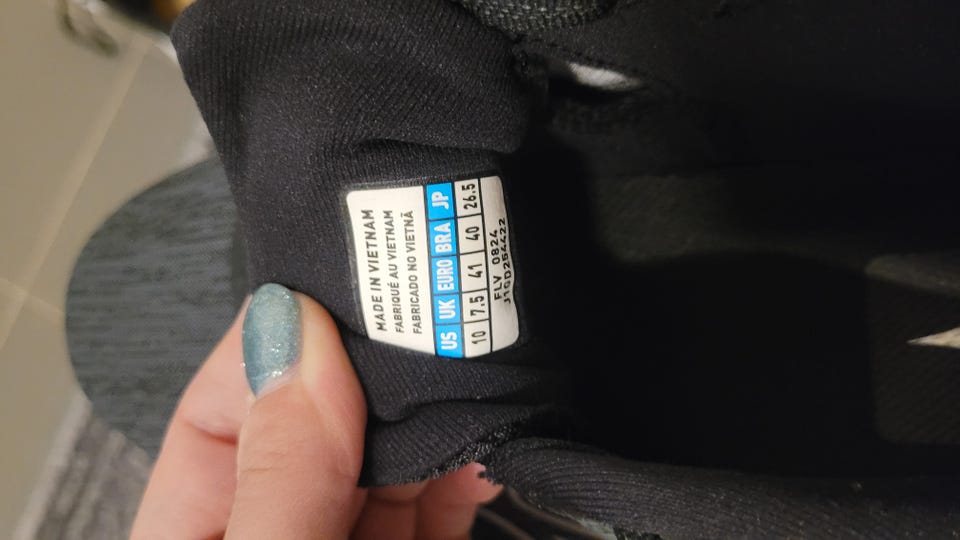 MADE IN VIETNAM
FABRIQUÉ AU VIETNAM
FABRICADO NO VIETNÃ
US UK EURO BRA JP
10 7.5 41 40 26.5
FLV 0824
J16D264422